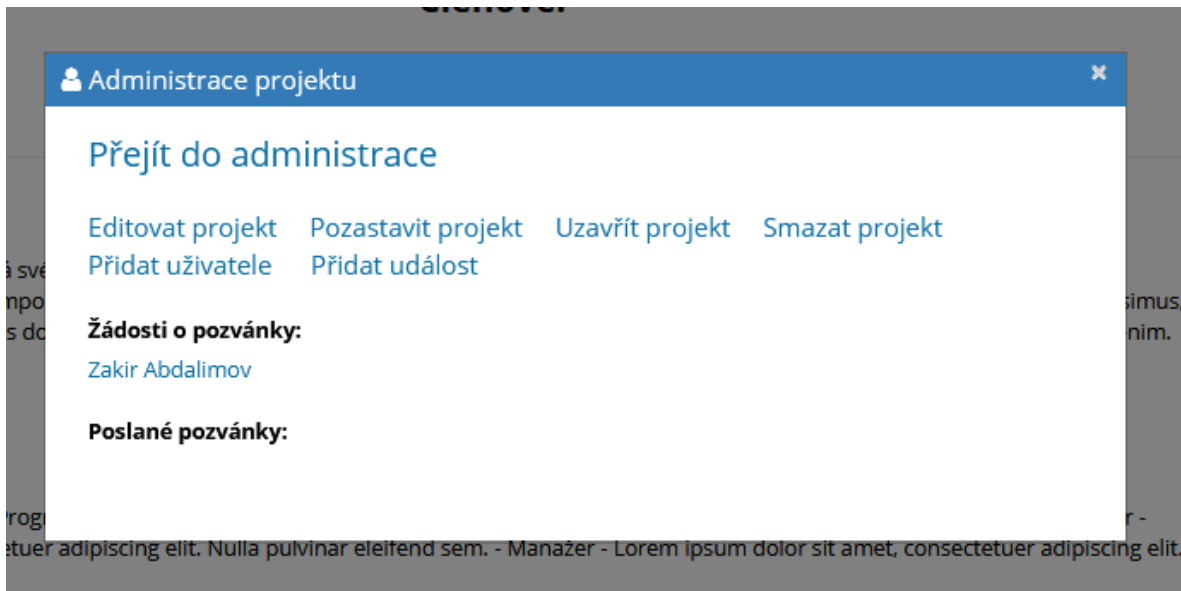 Administrace projektu
Přejít do administrace
Editovat projekt Pozastavit projekt Uzavřít projekt Smazat projekt
Přidat uživatele Přidat událost
Žádosti o pozvánky:
Zakir Abdalimov
Poslané pozvánky:
adipiscing elit. Nulla pulvinar eleifend sem. - Manažer - Lorem ipsum dolor sit amet, consectetuer adipiscing elit.